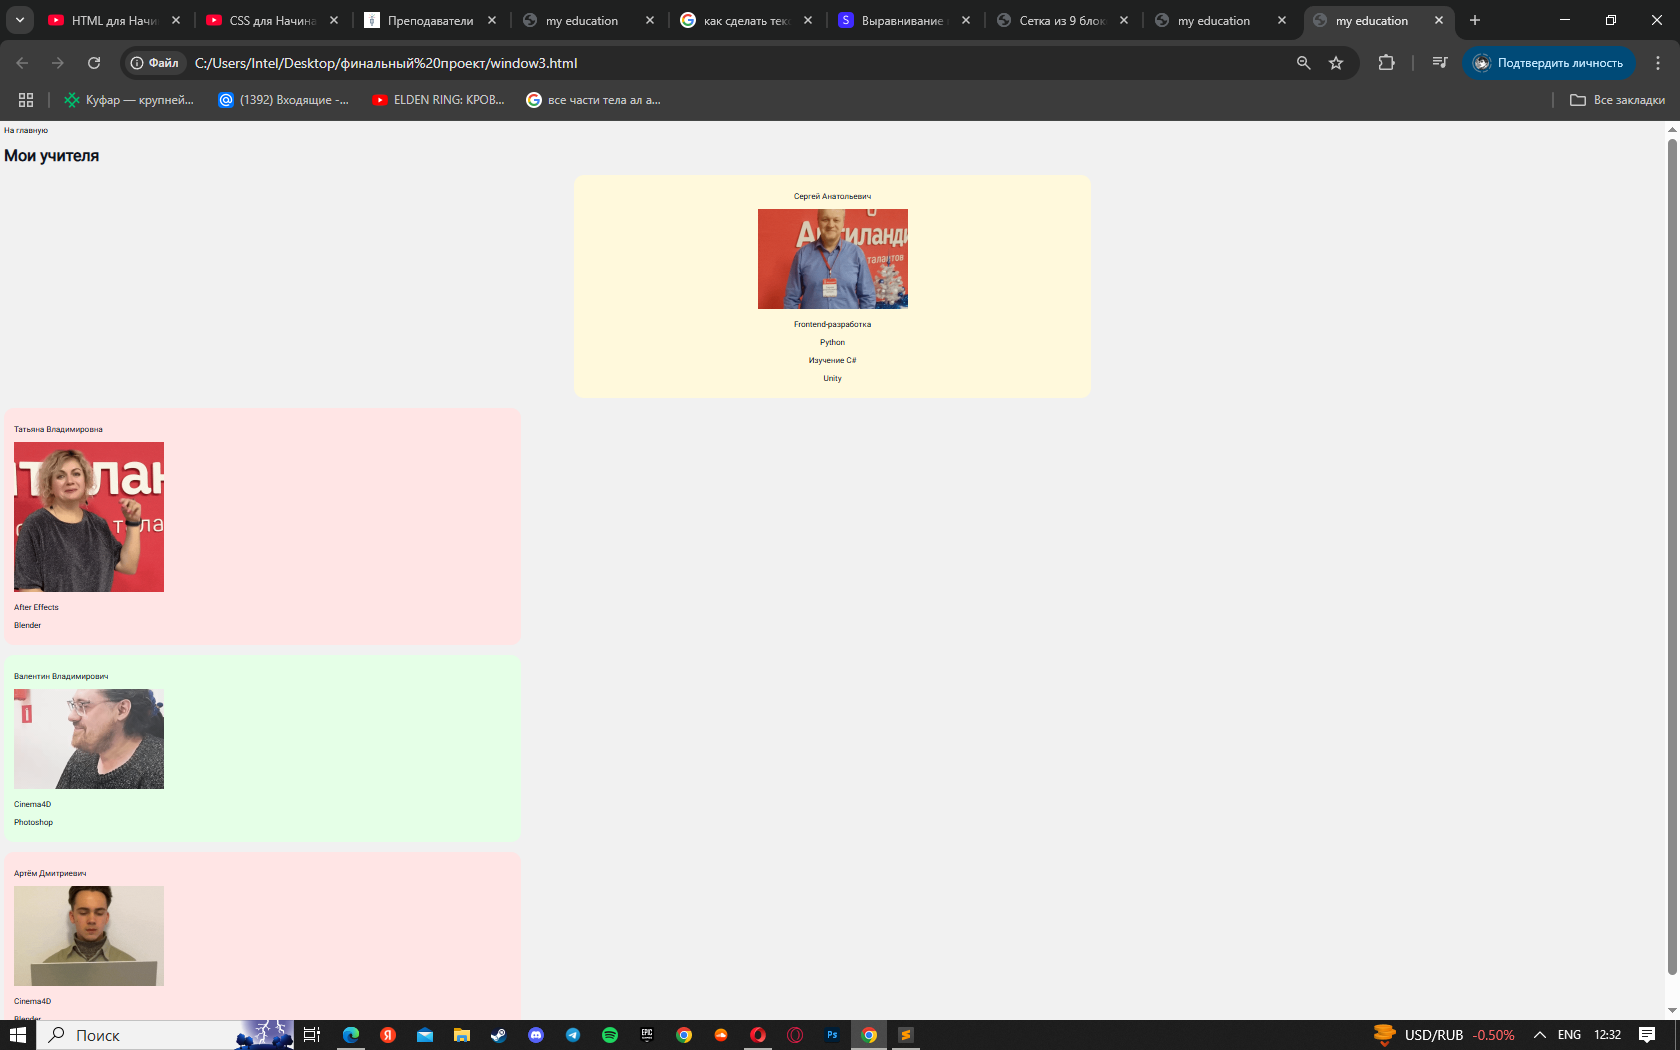 HTML для Начи
CSS для Начина
Преподаватели
my education
как сделать текс
Выравнивание
Сетка из 9 блок
my education
my education
Файл
C:/Users/Intel/Desktop/финальный%20проект/window3.html
Подтвердить личность
Куфар — крупней...
(1392) Входящие -...
ELDEN RING: КРОВ...
все части тела ал а...
Все закладки
На главную
Мои учителя
Сергей Анатольевич
талантов
Frontend-разработка
Python
Изучение C#
Unity
Татьяна Владимировна
After Effects
Blender
Валентин Владимирович
Cinema4D
Photoshop
Артём Дмитриевич
Cinema4D
Blender
Поиск
USD/RUB -0.50%
ENG
12:32